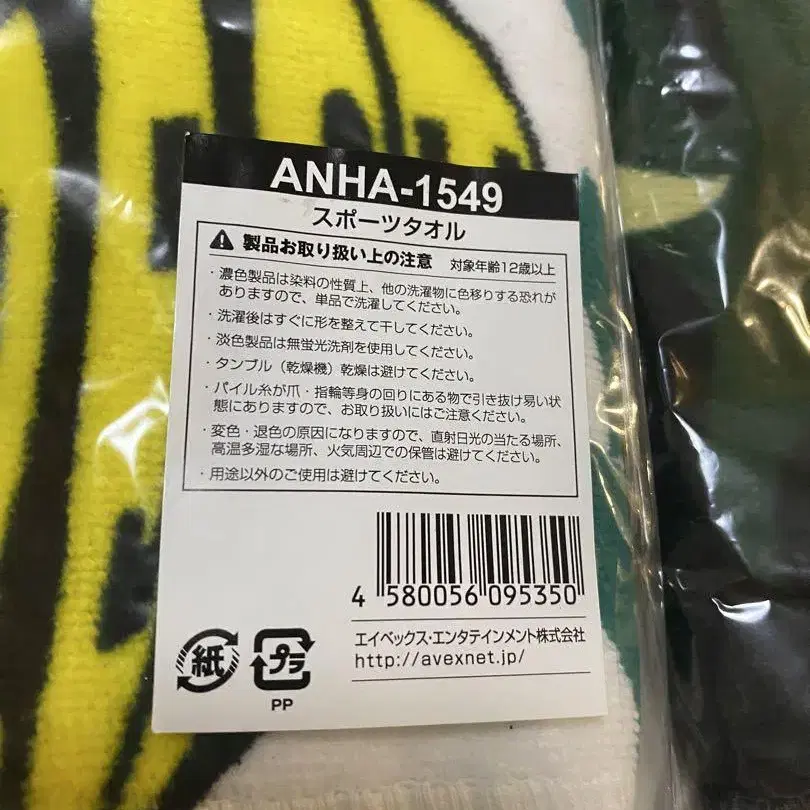 ANHA-1549
スポーツタオル
製品お取り扱い上の注意 対象年齢12歳以上
・濃色製品は染料の性質上、他の洗濯物に色移りする恐れが
ありますので、単品で洗濯してください。
・洗濯後はすぐに形を整えて干してください。
・淡色製品は無蛍光洗剤を使用してください。
・タンブル（乾燥機）乾燥は避けてください。
・パイル糸が爪・指輪等身の回りにある物で引き抜け易い状
態にありますので、お取り扱いにはご注意ください。
・変色・退色の原因になりますので、直射日光の当たる場所、
高温多湿な場所、火気周辺での保管は避けてください。
・用途以外のご使用は避けてください。
4 580056 095350
エイベックス・エンタテインメント株式会社
http://avexnet.jp/
紙 プラ
PP